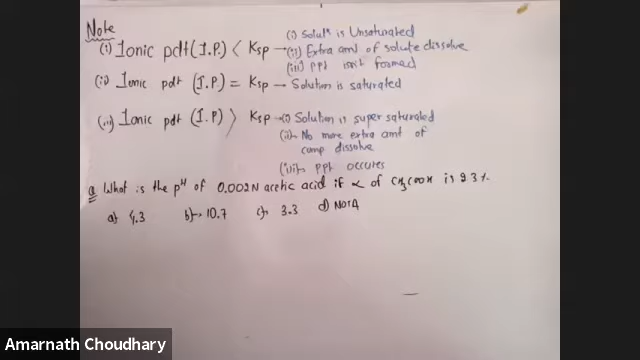 Note
(i) Ionic pdt (I.P.) < Ksp → (i) Solun is Unsaturated
(ii) Extra amt of solute dissolve
(iii) ppt isn't formed
(ii) Ionic pdt (I.P.) = Ksp → Solution is saturated
(iii) Ionic pdt (I.P.) > Ksp → (i) Solution is super saturated
(ii) → No more extra amt of
comp dissolve
(iii) → ppt occures
Q What is the pH of 0.002N acetic acid if α of CH3COOH is 2.3%.
a) 4.3 b) → 10.7 c) → 3.3 d) NOTA
Amarnath Choudhary